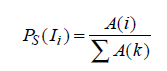 P_S(I_i) = A(i) / ∑ A(k)